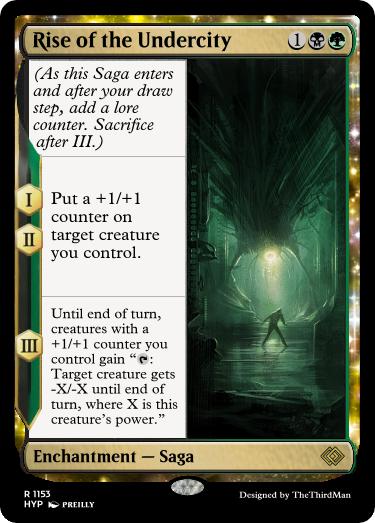 Rise of the Undercity 1
(As this Saga enters
and after your draw
step, add a lore
counter. Sacrifice
after III.)
I
II
Put a +1/+1
counter on
target creature
you control.
III
Until end of turn,
creatures with a
+1/+1 counter you
control gain “:
Target creature gets
-X/-X until end of
turn, where X is this
creature's power.”
Enchantment — Saga
R 1153
HYP PREILLY
Designed by TheThirdMan